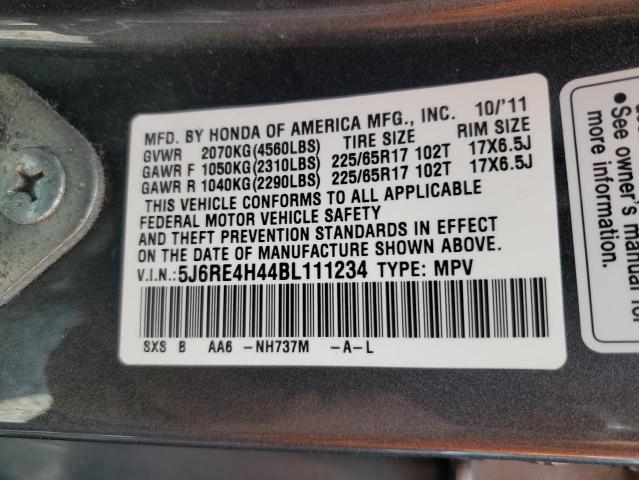 MFD. BY HONDA OF AMERICA MFG., INC. 10/'11
GVWR 2070KG(4560LBS) TIRE SIZE RIM SIZE
GAWR F 1050KG(2310LBS) 225/65R17 102T 17X6.5J
GAWR R 1040KG(2290LBS) 225/65R17 102T 17X6.5J
THIS VEHICLE CONFORMS TO ALL APPLICABLE
FEDERAL MOTOR VEHICLE SAFETY
AND THEFT PREVENTION STANDARDS IN EFFECT
ON THE DATE OF MANUFACTURE SHOWN ABOVE.
V.I.N.:5J6RE4H44BL111234 TYPE: MPV
SXS B AA6 -NH737M -A-L
•See owner's manual for
more information.